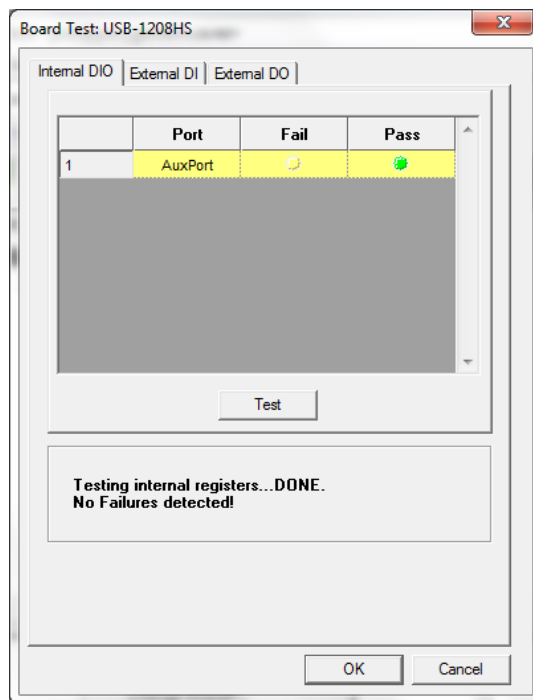 Board Test: USB-1208HS
Internal DIO External DI External DO
Port Fail Pass
1 AuxPort
Test
Testing internal registers...DONE.
No Failures detected!
OK Cancel